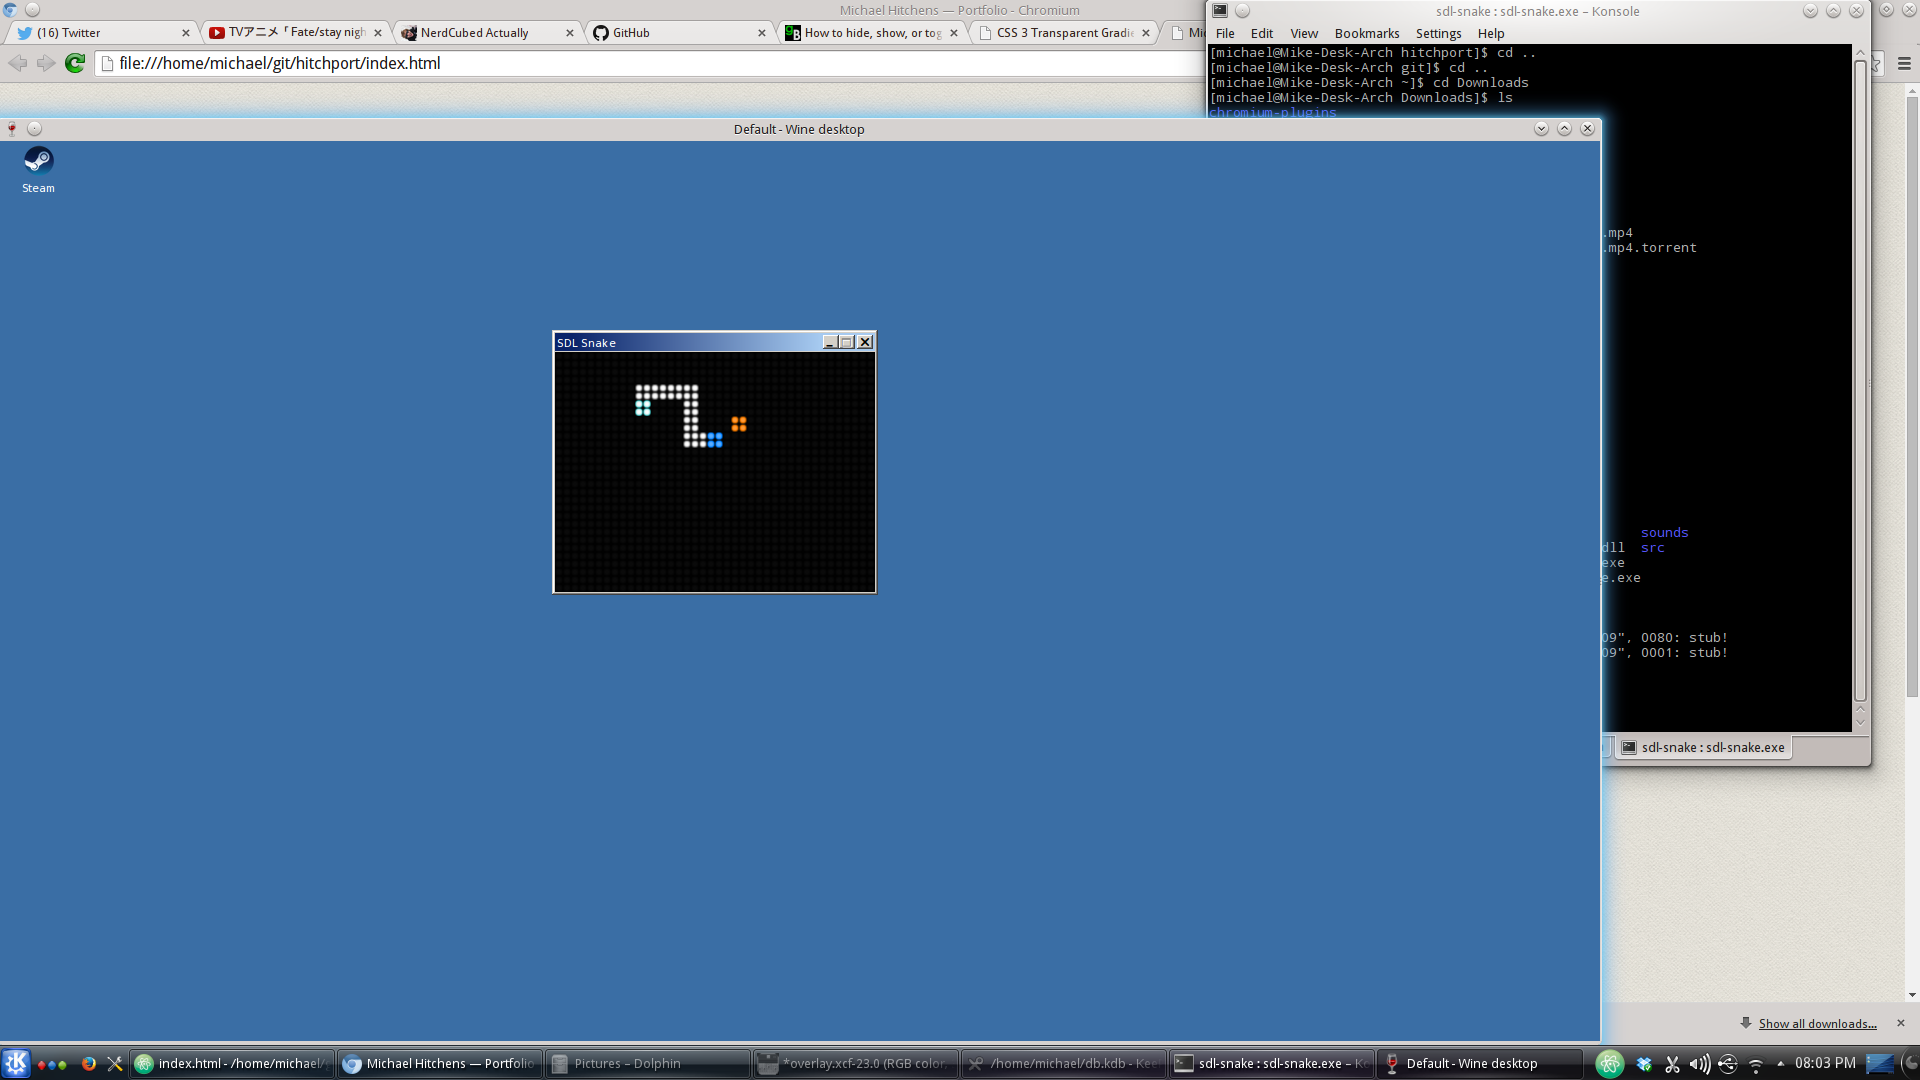 Michael Hitchens — Portfolio - Chromium
(16) Twitter
TVアニメ「Fate/stay nigh
NerdCubed Actually
GitHub
How to hide, show, or tog
CSS 3 Transparent Gradie
Mi
file:///home/michael/git/hitchport/index.html
sdl-snake : sdl-snake.exe – Konsole
File Edit View Bookmarks Settings Help
[michael@Mike-Desk-Arch hitchport]$ cd ..
[michael@Mike-Desk-Arch git]$ cd ..
[michael@Mike-Desk-Arch ~]$ cd Downloads
[michael@Mike-Desk-Arch Downloads]$ ls
chromium-plugins
Default - Wine desktop
Steam
.mp4
.mp4.torrent
SDL Snake
sounds
dll src
exe
e.exe
09", 0080: stub!
09", 0001: stub!
sdl-snake : sdl-snake.exe
Show all downloads...
index.html - /home/michael/
Michael Hitchens — Portfolio
Pictures – Dolphin
*overlay.xcf-23.0 (RGB color,
/home/michael/db.kdb - Kee
sdl-snake : sdl-snake.exe – Ko
Default - Wine desktop
08:03 PM